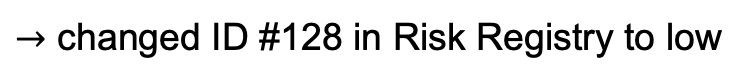 → changed ID #128 in Risk Registry to low